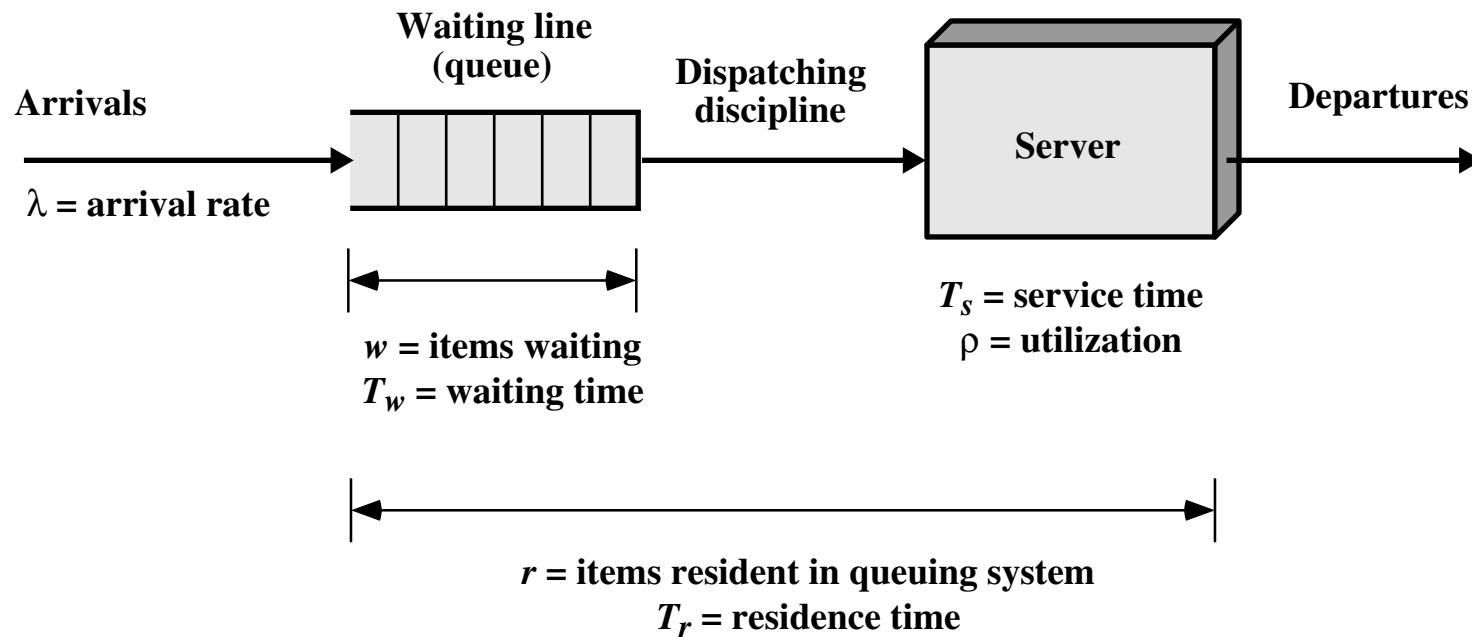 Waiting line
(queue)
Dispatching
discipline
Arrivals
Departures
Server
λ = arrival rate
T_s = service time
ρ = utilization
w = items waiting
T_w = waiting time
r = items resident in queuing system
T_r = residence time